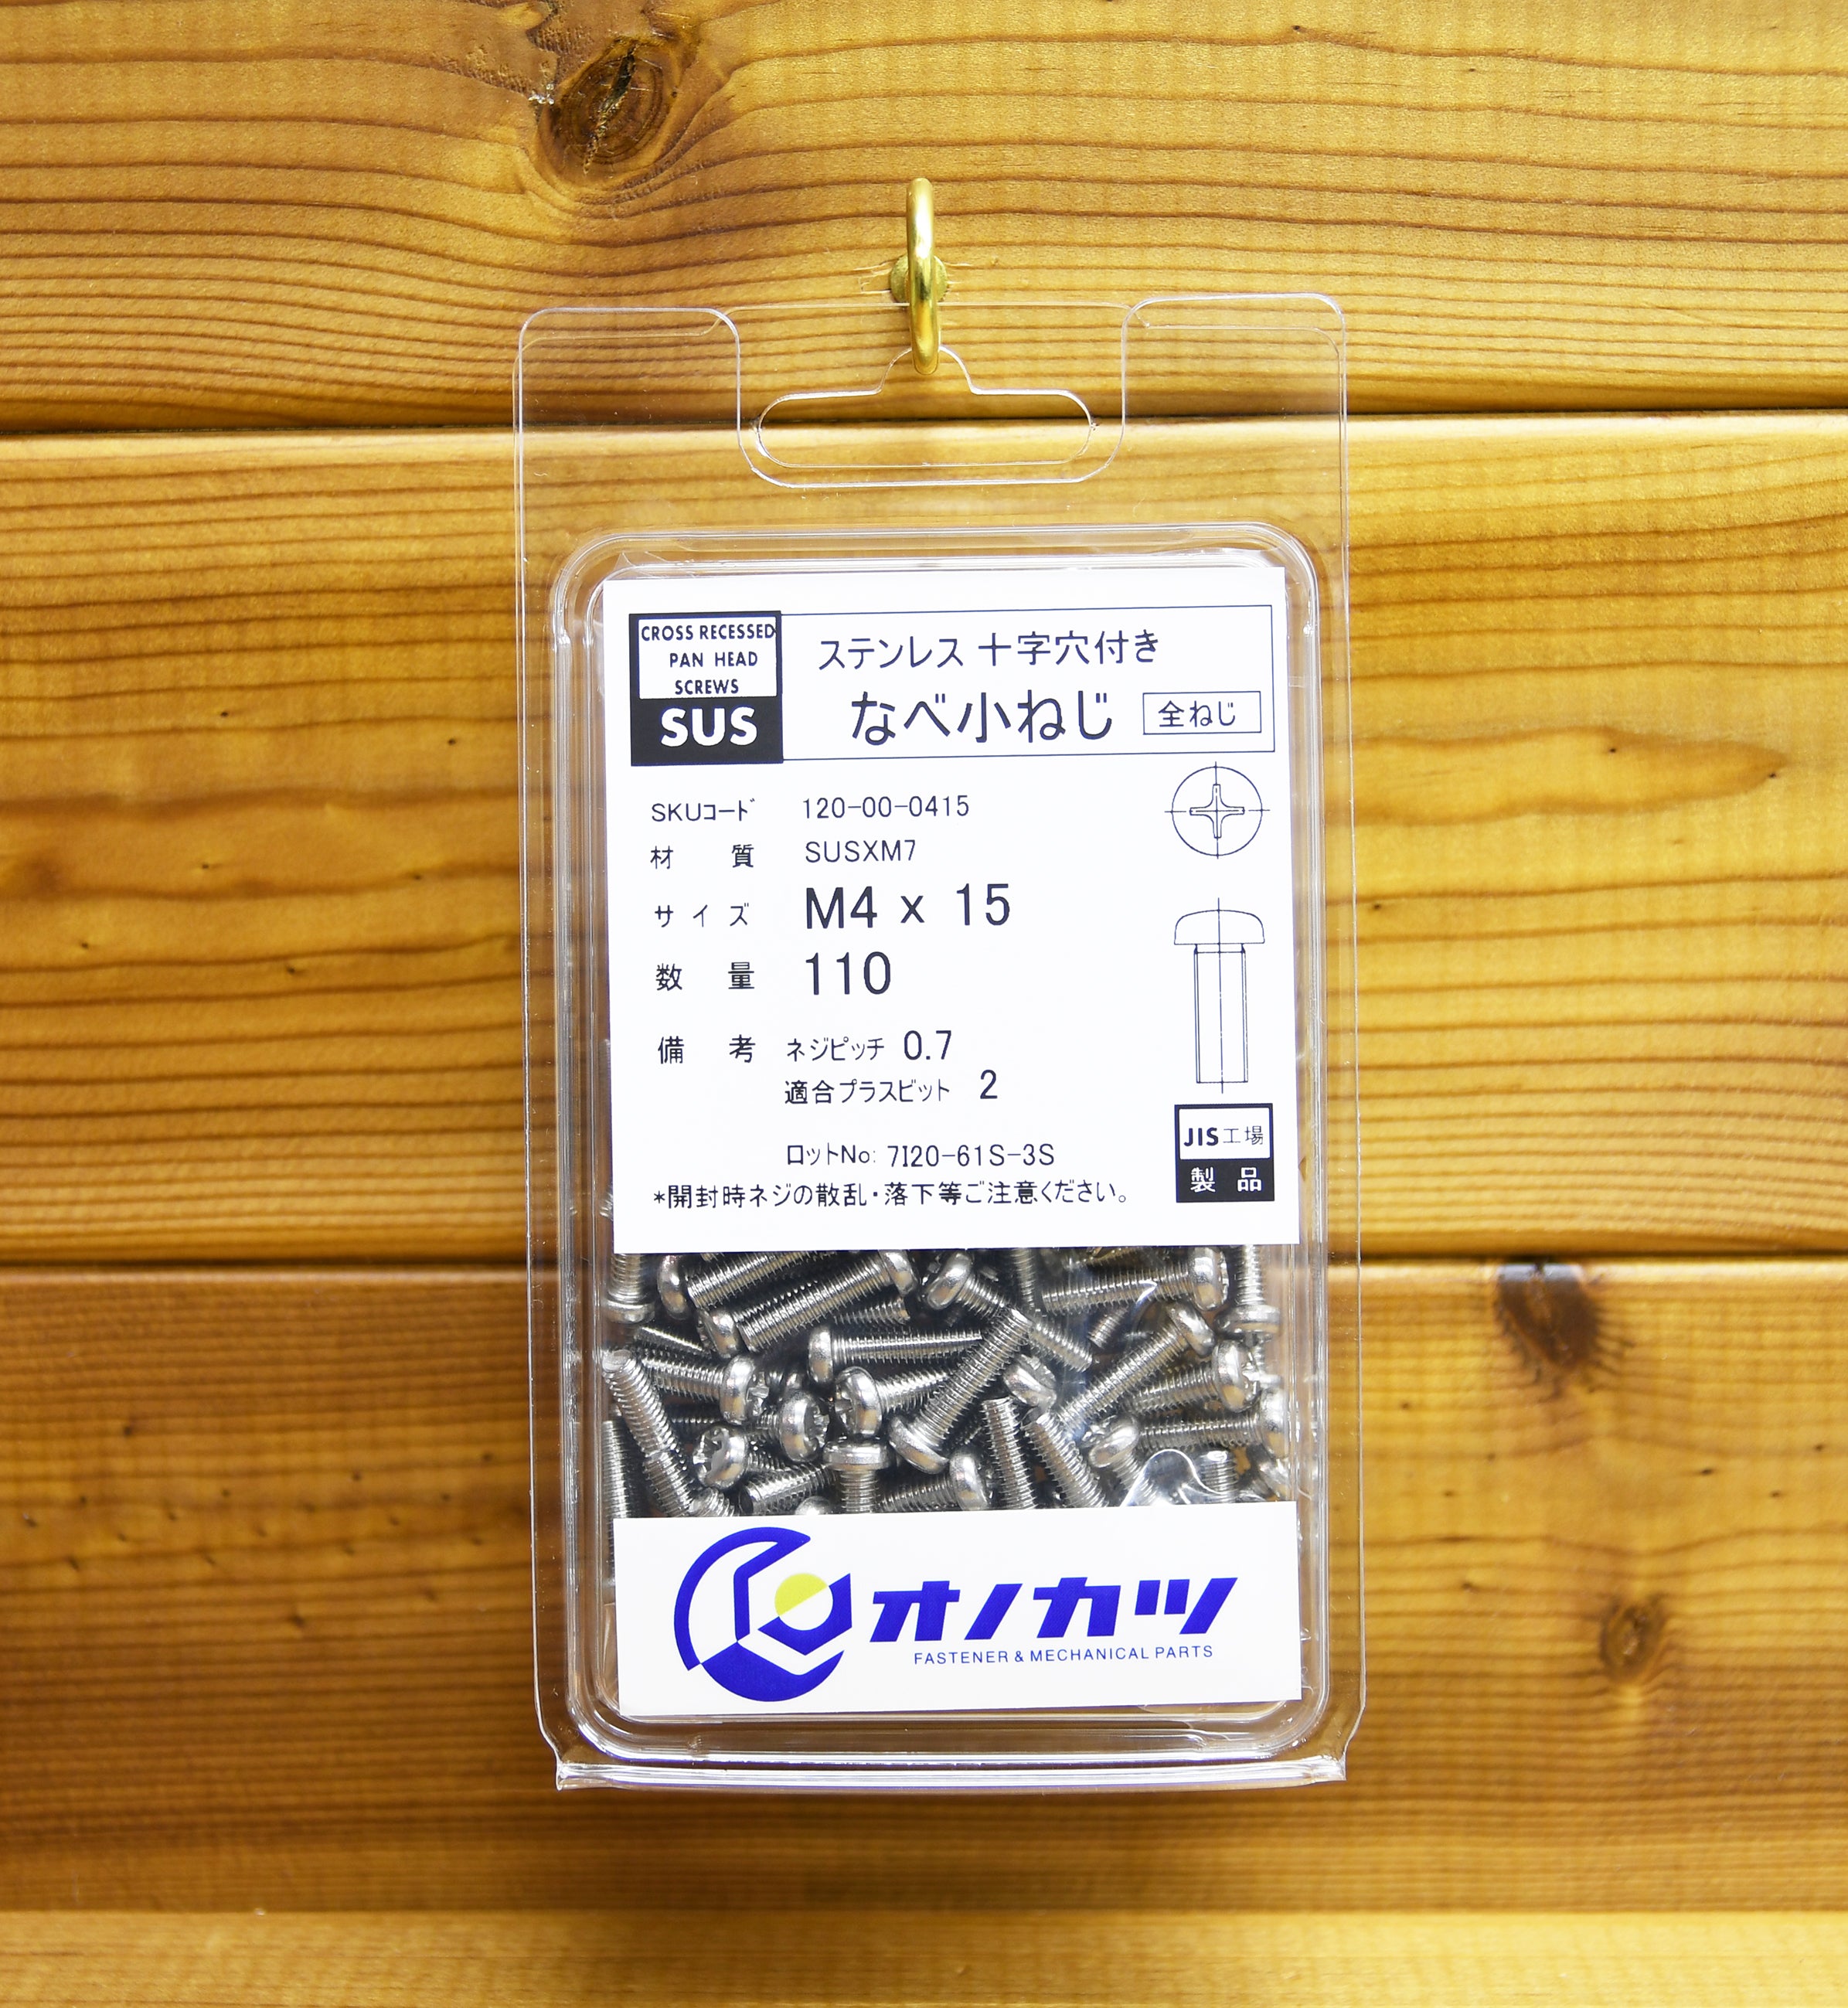 CROSS RECESSED
PAN HEAD
SCREWS
SUS
ステンレス 十字穴付き
なべ小ねじ 全ねじ
SKUコード 120-00-0415
材 質 SUSXM7
サイズ M4 x 15
数 量 110
備 考 ネジピッチ 0.7
適合プラスビット 2
ロットNo: 7I20-61S-3S
*開封時ネジの散乱・落下等ご注意ください。
JIS工場
製 品
オノカツ
FASTENER & MECHANICAL PARTS